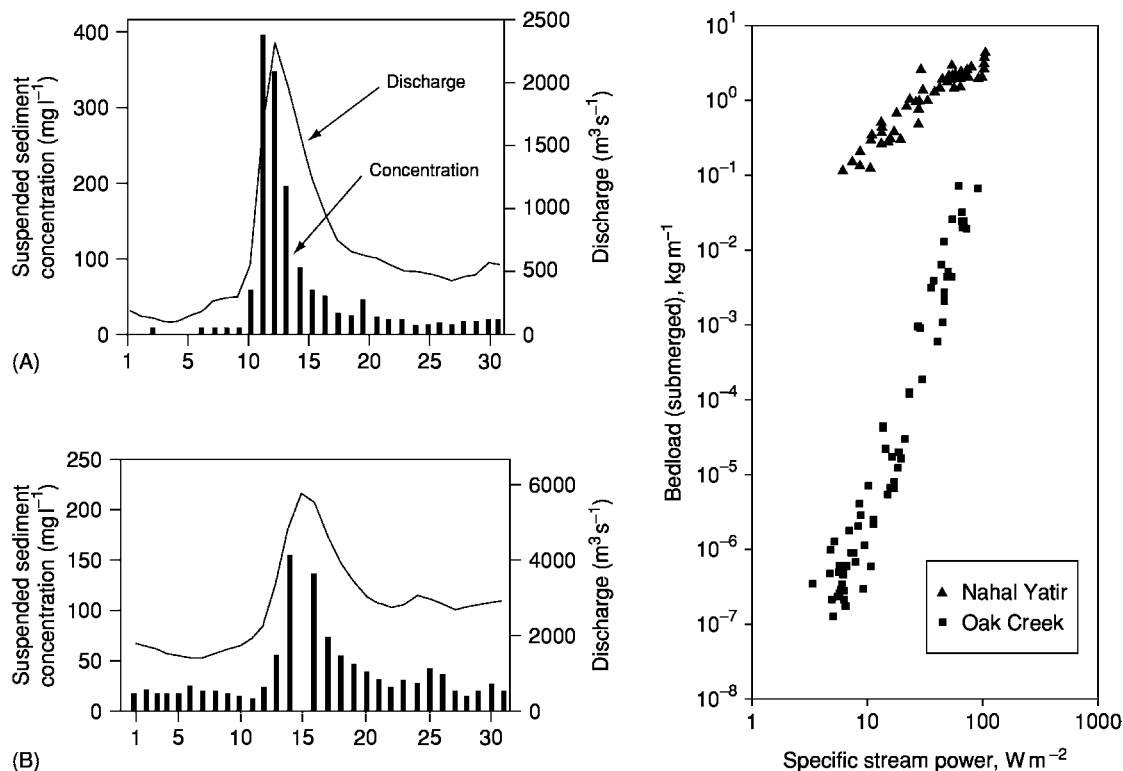 400
300
200
100
0
Suspended sediment
concentration (mg l⁻¹)
2500
2000
1500
1000
500
0
Discharge (m³ s⁻¹)
Discharge
Concentration
1 5 10 15 20 25 30
(A)
250
200
150
100
50
0
Suspended sediment
concentration (mg l⁻¹)
6000
4000
2000
0
Discharge (m³ s⁻¹)
1 5 10 15 20 25 30
(B)
10¹
10⁰
10⁻¹
10⁻²
10⁻³
10⁻⁴
10⁻⁵
10⁻⁶
10⁻⁷
10⁻⁸
Bedload (submerged), kg m⁻¹
Nahal Yatir
Oak Creek
1 10 100 1000
Specific stream power, W m⁻²